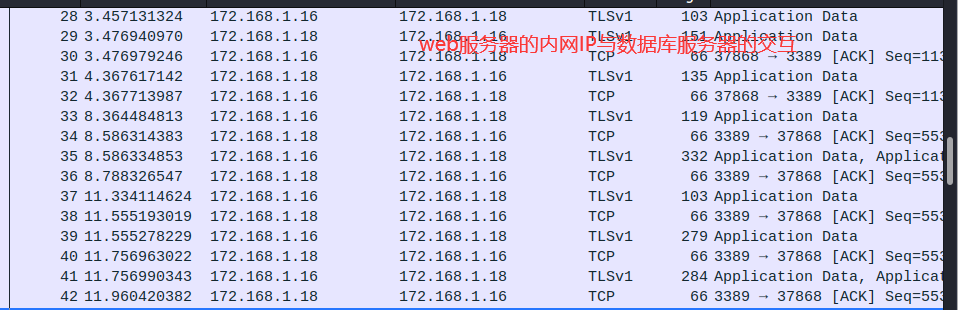 28 3.457131324 172.168.1.16 172.168.1.18 TLSv1 103 Application Data
29 3.476940970 172.168.1.18 172.168.1.16 TLSv1 151 Application Data
web服务器的内网IP与数据库服务器的交互
30 3.476979246 172.168.1.16 172.168.1.18 TCP 66 37868 → 3389 [ACK] Seq=113
31 4.367617142 172.168.1.18 172.168.1.16 TLSv1 135 Application Data
32 4.367713987 172.168.1.16 172.168.1.18 TCP 66 37868 → 3389 [ACK] Seq=113
33 8.364484813 172.168.1.16 172.168.1.18 TLSv1 119 Application Data
34 8.586314383 172.168.1.18 172.168.1.16 TCP 66 3389 → 37868 [ACK] Seq=553
35 8.586334853 172.168.1.16 172.168.1.18 TLSv1 332 Application Data, Applicat
36 8.788326547 172.168.1.18 172.168.1.16 TCP 66 3389 → 37868 [ACK] Seq=553
37 11.334114624 172.168.1.16 172.168.1.18 TLSv1 103 Application Data
38 11.555193019 172.168.1.18 172.168.1.16 TCP 66 3389 → 37868 [ACK] Seq=553
39 11.555278229 172.168.1.16 172.168.1.18 TLSv1 279 Application Data
40 11.756963022 172.168.1.18 172.168.1.16 TCP 66 3389 → 37868 [ACK] Seq=553
41 11.756990343 172.168.1.16 172.168.1.18 TLSv1 284 Application Data, Applicat
42 11.960420382 172.168.1.18 172.168.1.16 TCP 66 3389 → 37868 [ACK] Seq=553